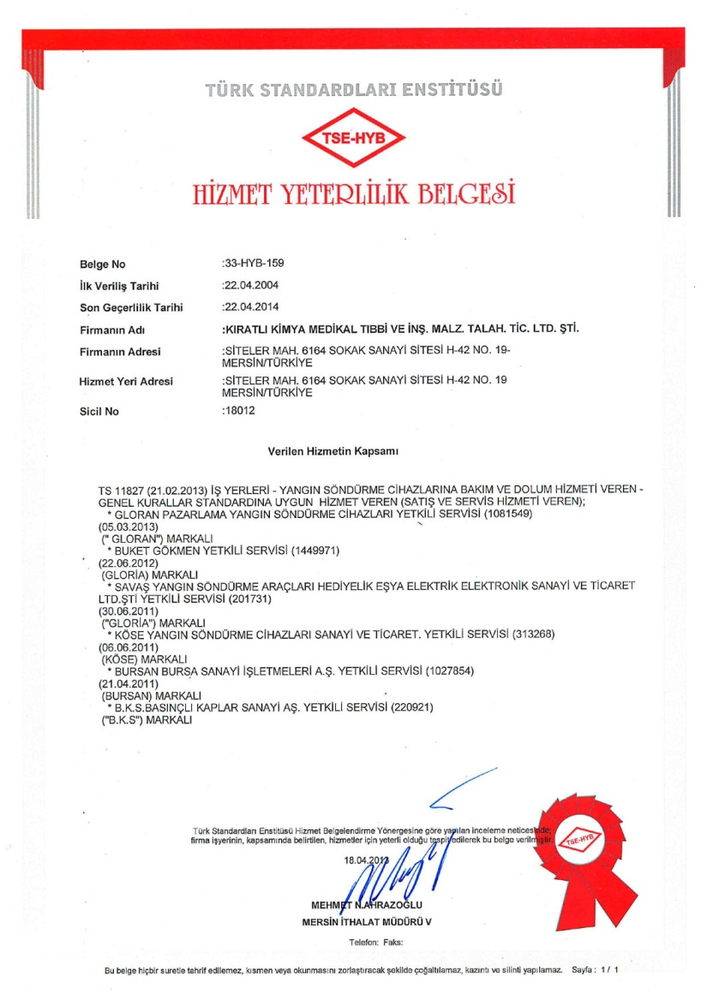 TÜRK STANDARDLARI ENSTİTÜSÜ
TSE-HYB
HİZMET YETERLİLİK BELGESİ
Belge No :33-HYB-159
İlk Veriliş Tarihi :22.04.2004
Son Geçerlilik Tarihi :22.04.2014
Firmanın Adı :KIRATLI KİMYA MEDİKAL TIBBİ VE İNŞ. MALZ. TALAH. TİC. LTD. ŞTİ.
Firmanın Adresi :SİTELER MAH. 6164 SOKAK SANAYİ SİTESİ H-42 NO. 19-
MERSİN/TÜRKİYE
Hizmet Yeri Adresi :SİTELER MAH. 6164 SOKAK SANAYİ SİTESİ H-42 NO. 19
MERSİN/TÜRKİYE
Sicil No :18012
Verilen Hizmetin Kapsamı
TS 11827 (21.02.2013) İŞ YERLERİ - YANGIN SÖNDÜRME CİHAZLARINA BAKIM VE DOLUM HİZMETİ VEREN -
GENEL KURALLAR STANDARDINA UYGUN HİZMET VEREN (SATIŞ VE SERVİS HİZMETİ VEREN);
* GLORAN PAZARLAMA YANGIN SÖNDÜRME CİHAZLARI YETKİLİ SERVİSİ (1081549)
(05.03.2013)
(" GLORAN") MARKALI
* BUKET GÖKMEN YETKİLİ SERVİSİ (1449971)
(22.06.2012)
(GLORİA) MARKALI
* SAVAŞ YANGIN SÖNDÜRME ARAÇLARI HEDİYELİK EŞYA ELEKTRİK ELEKTRONİK SANAYİ VE TİCARET
LTD.ŞTİ YETKİLİ SERVİSİ (201731)
(30.06.2011)
("GLORİA") MARKALI
* KÖSE YANGIN SÖNDÜRME CİHAZLARI SANAYİ VE TİCARET. YETKİLİ SERVİSİ (313268)
(06.06.2011)
(KÖSE) MARKALI
* BURSAN BURSA SANAYİ İŞLETMELERİ A.Ş. YETKİLİ SERVİSİ (1027854)
(21.04.2011)
(BURSAN) MARKALI
* B.K.S.BASINÇLI KAPLAR SANAYİ AŞ. YETKİLİ SERVİSİ (220921)
("B.K.S") MARKALI
Türk Standardları Enstitüsü Hizmet Belgelendirme Yönergesine göre yapılan inceleme neticesinde;
firma işyerinin, kapsamında belirtilen, hizmetler için yeterli olduğu tespit edilerek bu belge verilmiştir.
TSE-HYB
18.04.2013
MEHMET N.AHRAZOĞLU
MERSİN İTHALAT MÜDÜRÜ V
Telefon: Faks:
Bu belge hiçbir suretle tahrif edilemez, kısmen veya okunmasını zorlaştıracak şekilde çoğaltılamaz, kazıntı ve silinti yapılamaz. Sayfa : 1 / 1